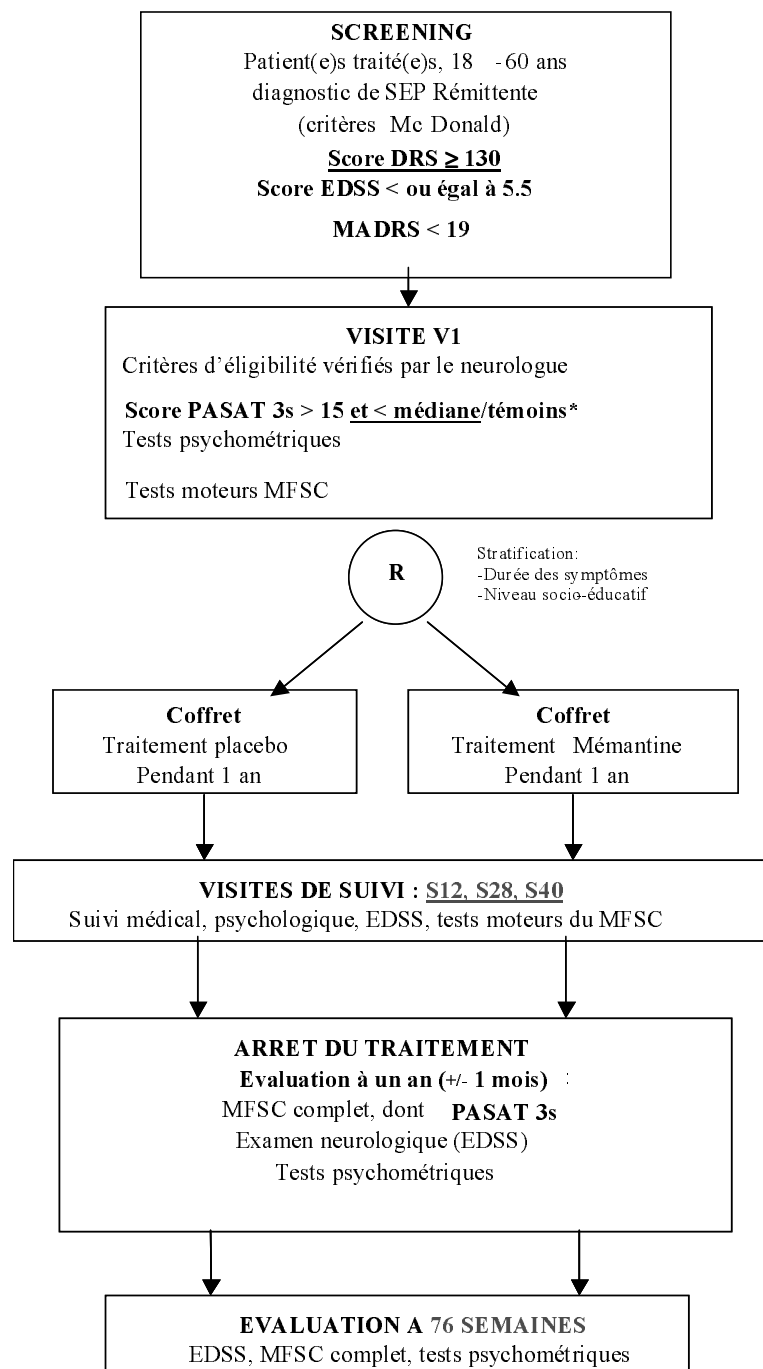 SCREENING
Patient(e)s traité(e)s, 18 -60 ans
diagnostic de SEP Rémittente
(critères Mc Donald)
Score DRS ≥ 130
Score EDSS < ou égal à 5.5
MADRS < 19
VISITE V1
Critères d’éligibilité vérifiés par le neurologue
Score PASAT 3s > 15 et < médiane/témoins*
Tests psychométriques
Tests moteurs MFSC
R
Stratification:
-Durée des symptômes
-Niveau socio-éducatif
Coffret
Traitement placebo
Pendant 1 an
Coffret
Traitement Mémantine
Pendant 1 an
VISITES DE SUIVI : S12, S28, S40
Suivi médical, psychologique, EDSS, tests moteurs du MFSC
ARRET DU TRAITEMENT
Evaluation à un an (+/- 1 mois) :
MFSC complet, dont PASAT 3s
Examen neurologique (EDSS)
Tests psychométriques
EVALUATION A 76 SEMAINES
EDSS, MFSC complet, tests psychométriques